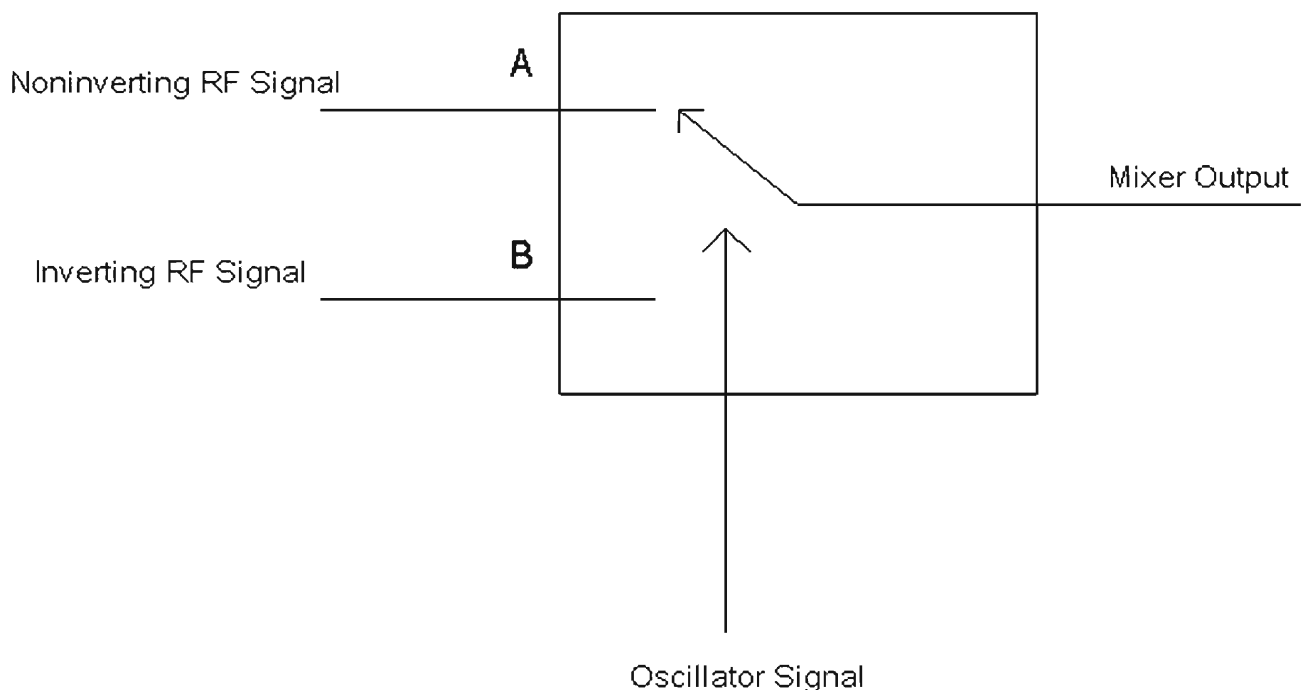 A
Noninverting RF Signal
Mixer Output
B
Inverting RF Signal
Oscillator Signal